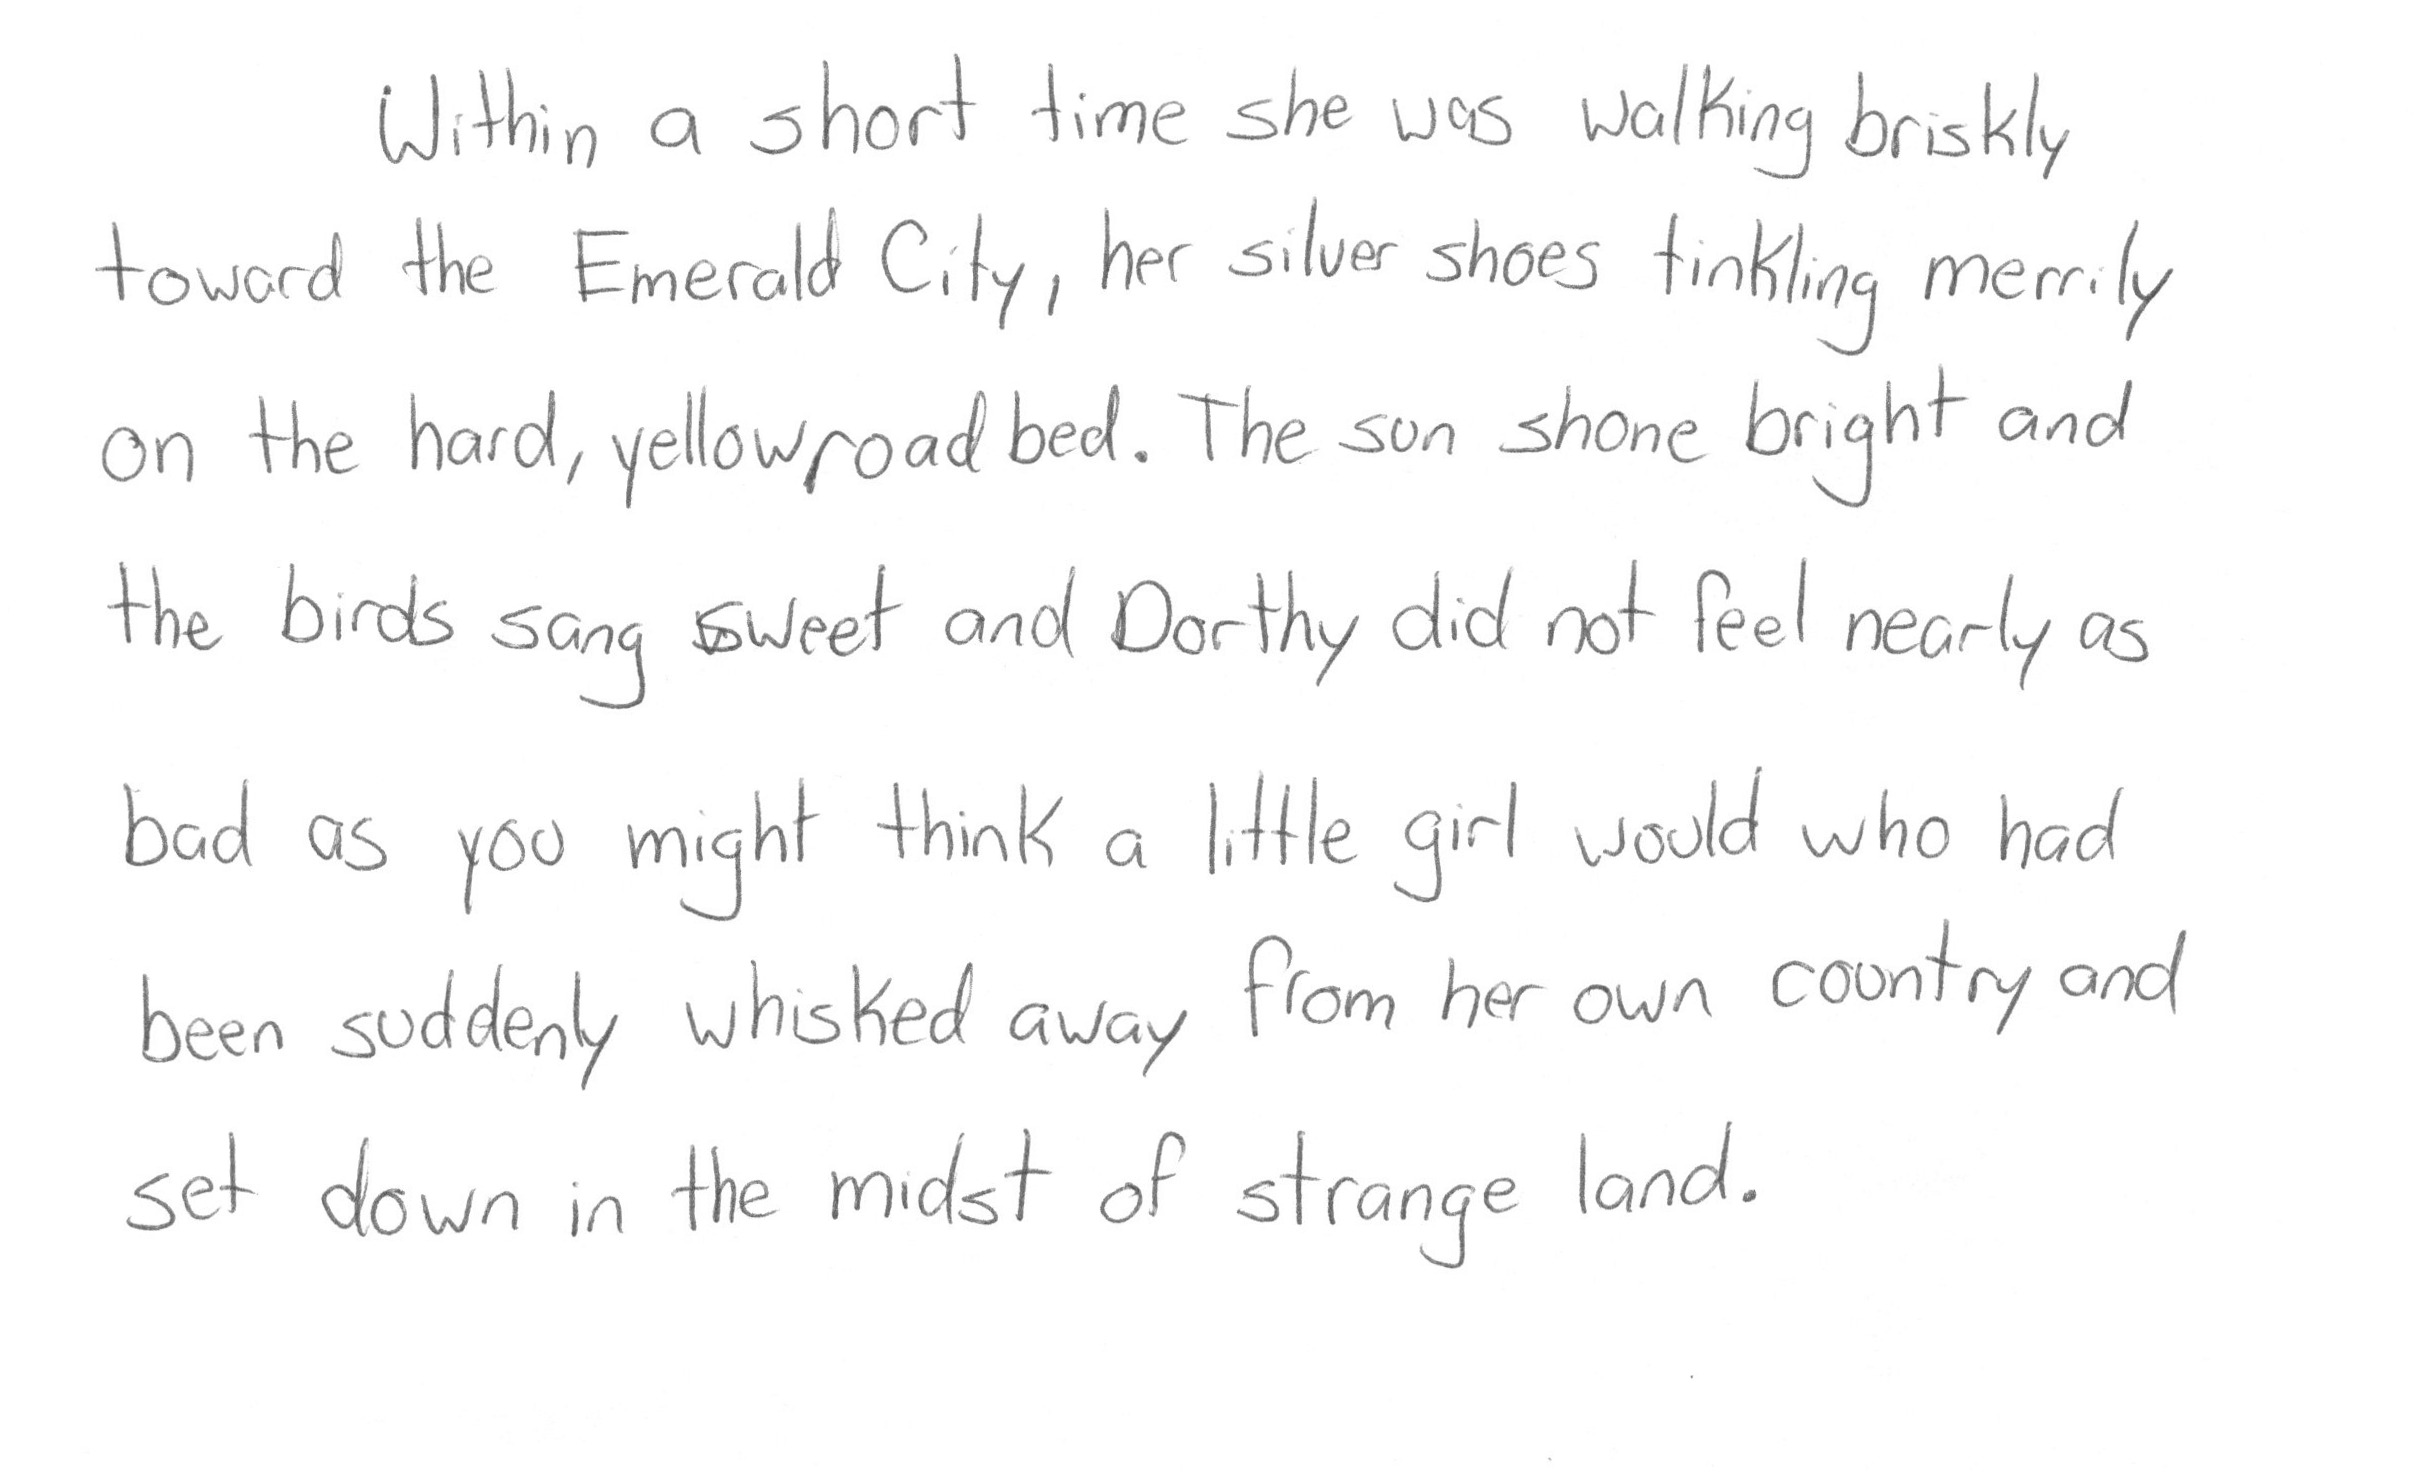 Within a short time she was walking briskly
toward the Emerald City, her silver shoes tinkling merrily
on the hard, yellow roadbed. The sun shone bright and
the birds sang sweet and Dorthy did not feel nearly as
bad as you might think a little girl would who had
been suddenly whisked away from her own country and
set down in the midst of strange land.